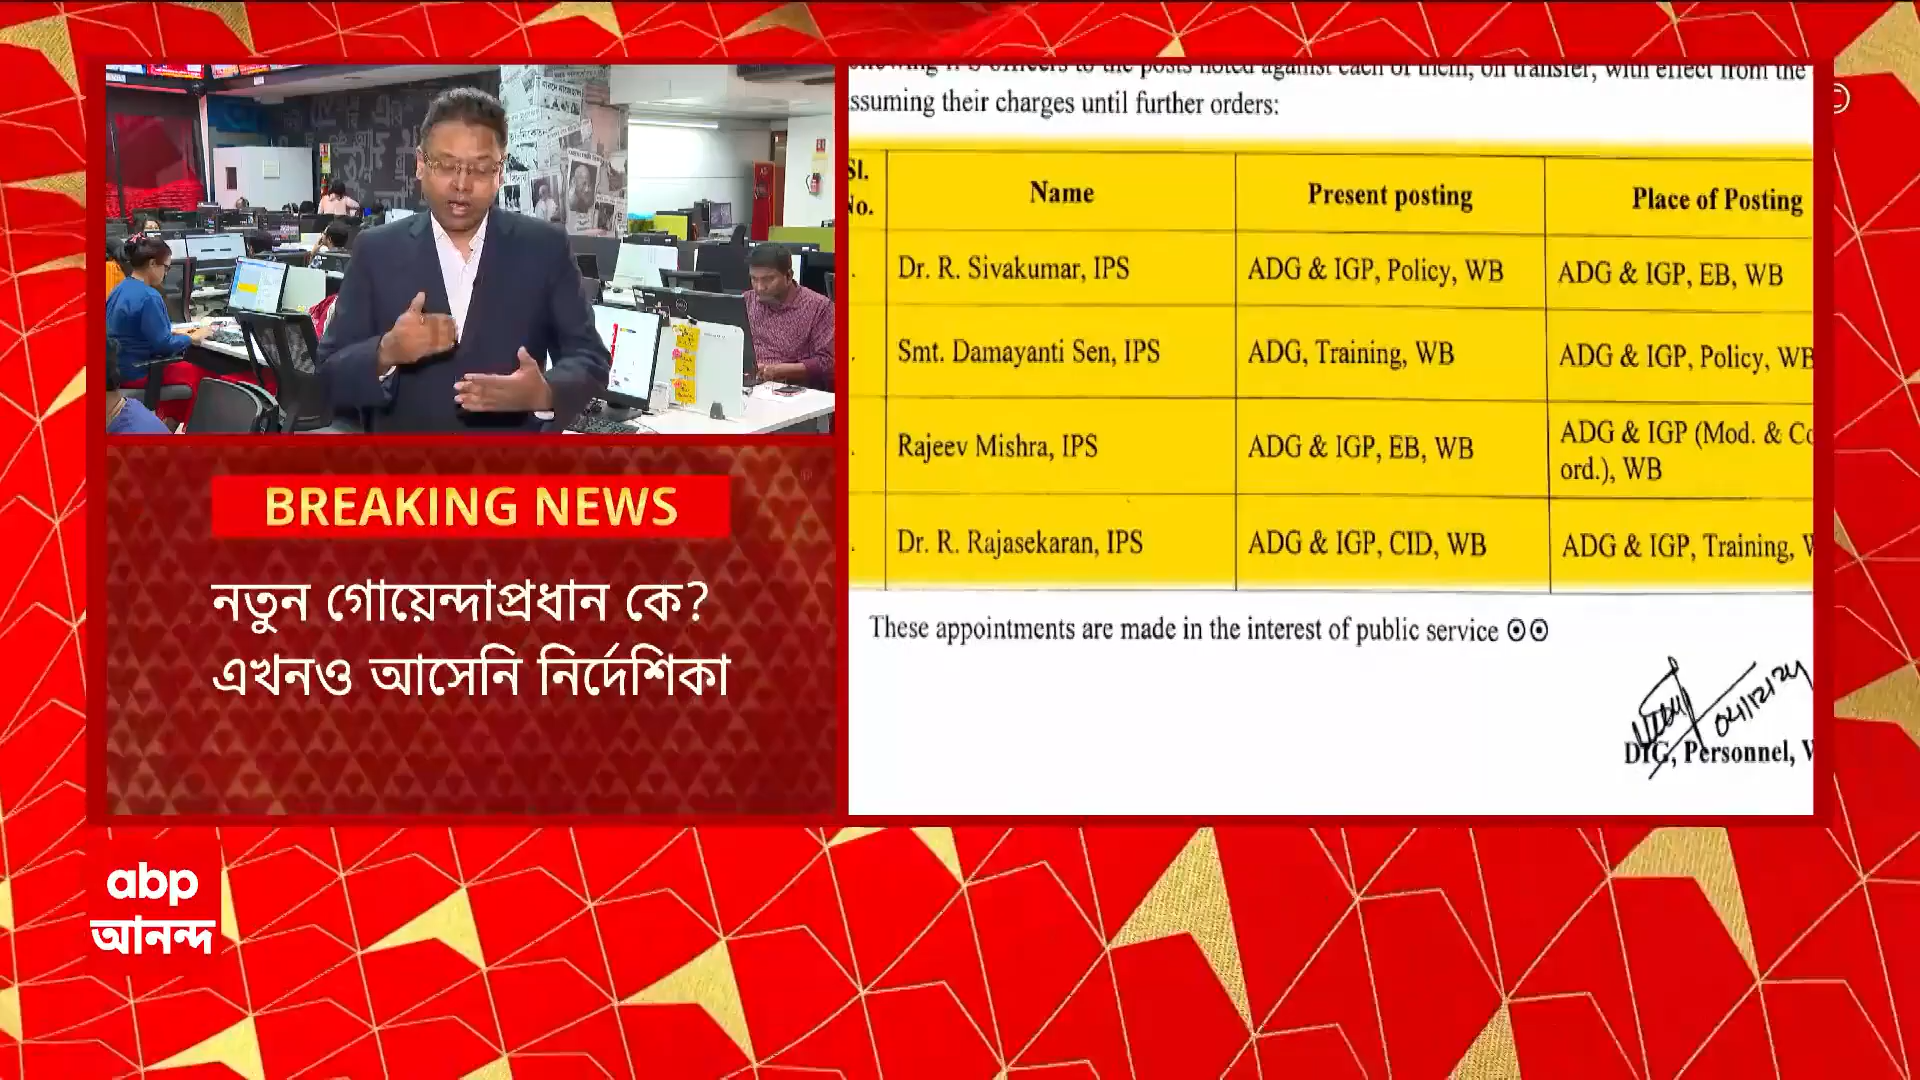 ssuming their charges until further orders:
Sl. No.
Name
Present posting
Place of Posting
Dr. R. Sivakumar, IPS
ADG & IGP, Policy, WB
ADG & IGP, EB, WB
Smt. Damayanti Sen, IPS
ADG, Training, WB
ADG & IGP, Policy, WB
Rajeev Mishra, IPS
ADG & IGP, EB, WB
ADG & IGP (Mod. & Co
ord.), WB
Dr. R. Rajasekaran, IPS
ADG & IGP, CID, WB
ADG & IGP, Training,
These appointments are made in the interest of public service
DIG, Personnel,
BREAKING NEWS
নতুন গোয়েন্দাপ্রধান কে?
এখনও আসেনি নির্দেশিকা
abp
আনন্দ